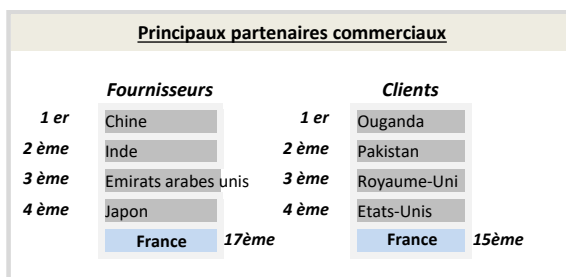 Principaux partenaires commerciaux
Fournisseurs Clients
1 er Chine 1 er Ouganda
2 ème Inde 2 ème Pakistan
3 ème Emirats arabes unis 3 ème Royaume-Uni
4 ème Japon 4 ème Etats-Unis
France 17ème France 15ème